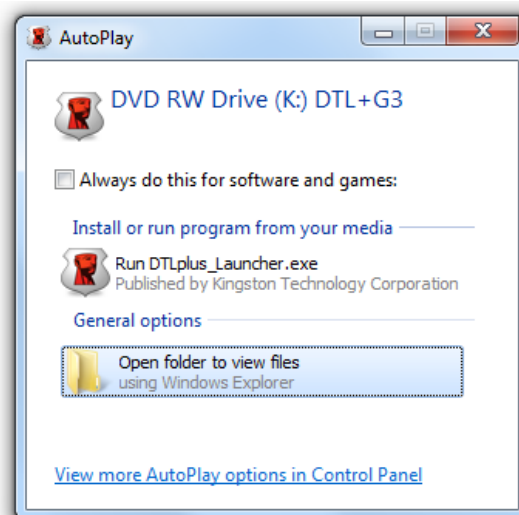 AutoPlay
DVD RW Drive (K:) DTL+G3
Always do this for software and games:
Install or run program from your media
Run DTLplus_Launcher.exe
Published by Kingston Technology Corporation
General options
Open folder to view files
using Windows Explorer
View more AutoPlay options in Control Panel